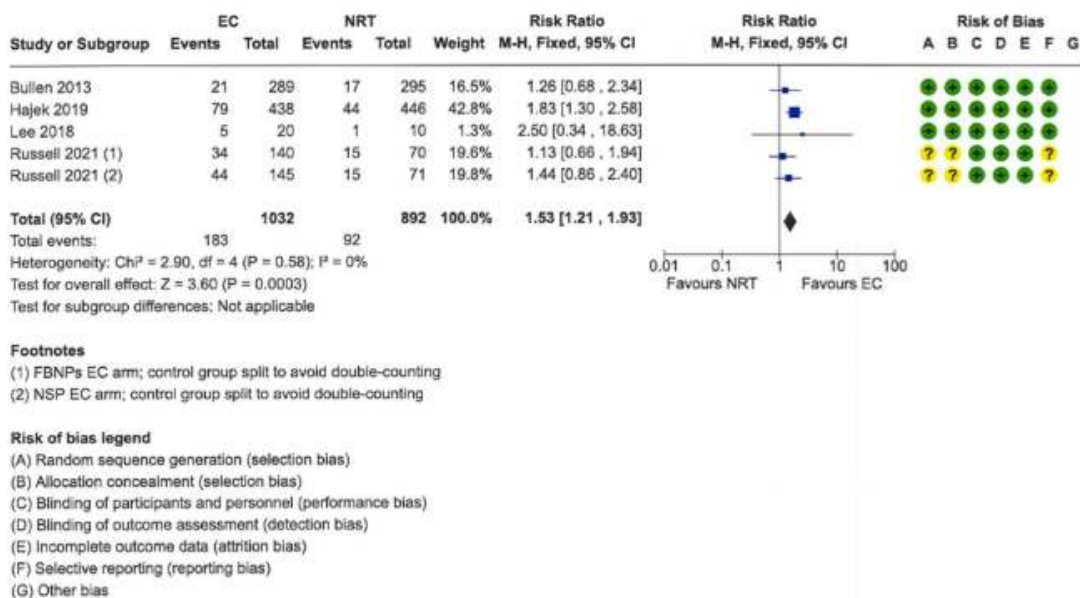 EC NRT Risk Ratio Risk Ratio Risk of Bias
Study or Subgroup Events Total Events Total Weight M-H, Fixed, 95% CI M-H, Fixed, 95% CI A B C D E F G
Bullen 2013 21 289 17 295 16.5% 1.26 [0.68 , 2.34] + + + + + +
Hajek 2019 79 438 44 446 42.8% 1.83 [1.30 , 2.58] + + + + + +
Lee 2018 5 20 1 10 1.3% 2.50 [0.34 , 18.63] + + + + + +
Russell 2021 (1) 34 140 15 70 19.6% 1.13 [0.66 , 1.94] ? ? + + + ?
Russell 2021 (2) 44 145 15 71 19.8% 1.44 [0.86 , 2.40] ? ? + + + ?
Total (95% CI) 1032 892 100.0% 1.53 [1.21 , 1.93]
Total events: 183 92
Heterogeneity: Chi² = 2.90, df = 4 (P = 0.58); I² = 0%
0.01 0.1 1 10 100
Test for overall effect: Z = 3.60 (P = 0.0003) Favours NRT Favours EC
Test for subgroup differences: Not applicable
Footnotes
(1) FBNPs EC arm; control group split to avoid double-counting
(2) NSP EC arm; control group split to avoid double-counting
Risk of bias legend
(A) Random sequence generation (selection bias)
(B) Allocation concealment (selection bias)
(C) Blinding of participants and personnel (performance bias)
(D) Blinding of outcome assessment (detection bias)
(E) Incomplete outcome data (attrition bias)
(F) Selective reporting (reporting bias)
(G) Other bias